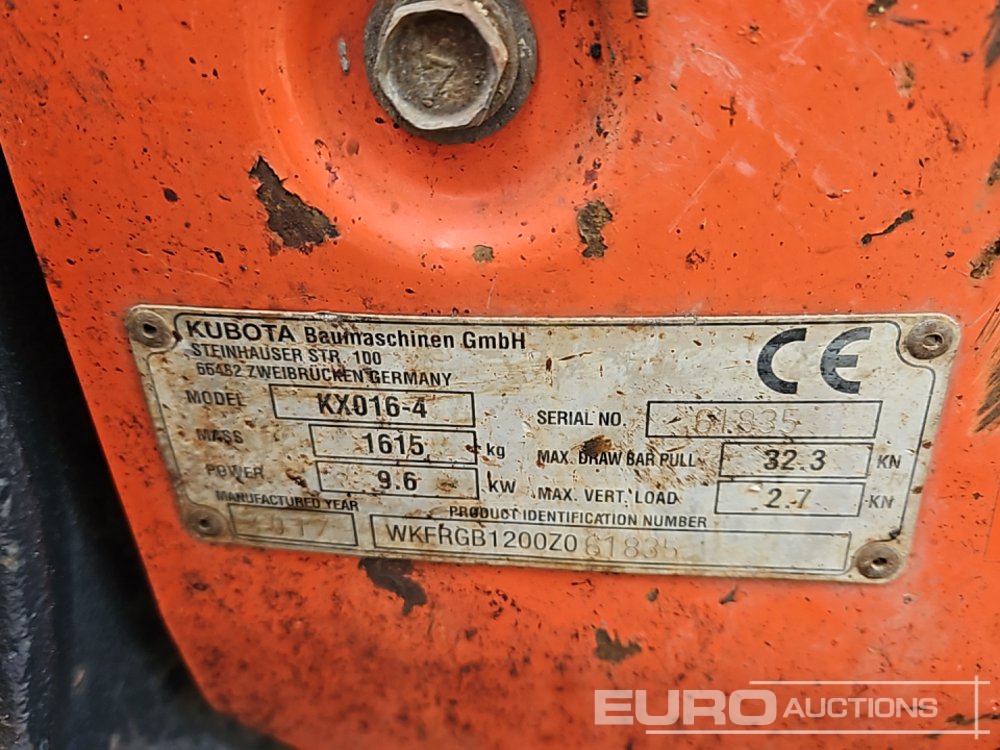 KUBOTA Baumaschinen GmbH
STEINHAUSER STR. 100
66482 ZWEIBRUCKEN GERMANY
CE
MODEL KX016-4
SERIAL NO. 61835
MASS 1615 kg
MAX. DRAW BAR PULL 32.3 KN
POWER 9.6 kW
MAX. VERT. LOAD 2.7 KN
MANUFACTURED YEAR 2017
PRODUCT IDENTIFICATION NUMBER
WKFRGB1200Z061835
EURO AUCTIONS